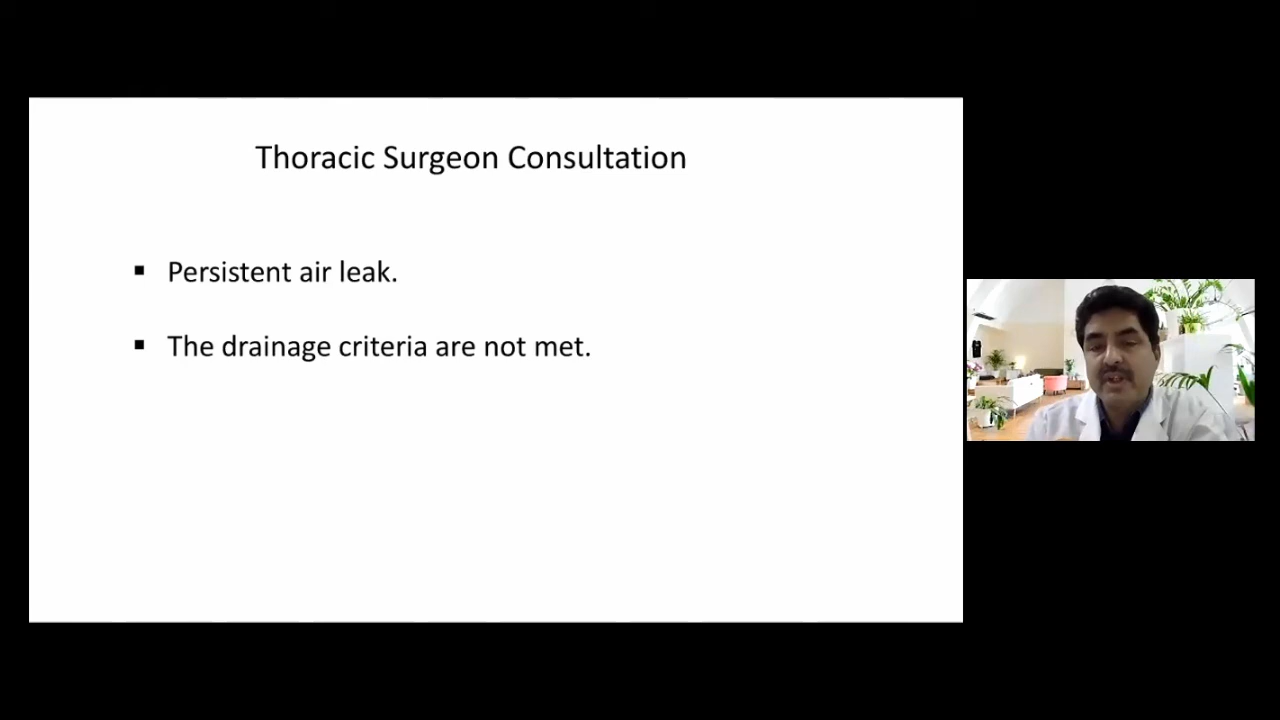 Thoracic Surgeon Consultation
▪ Persistent air leak.
▪ The drainage criteria are not met.